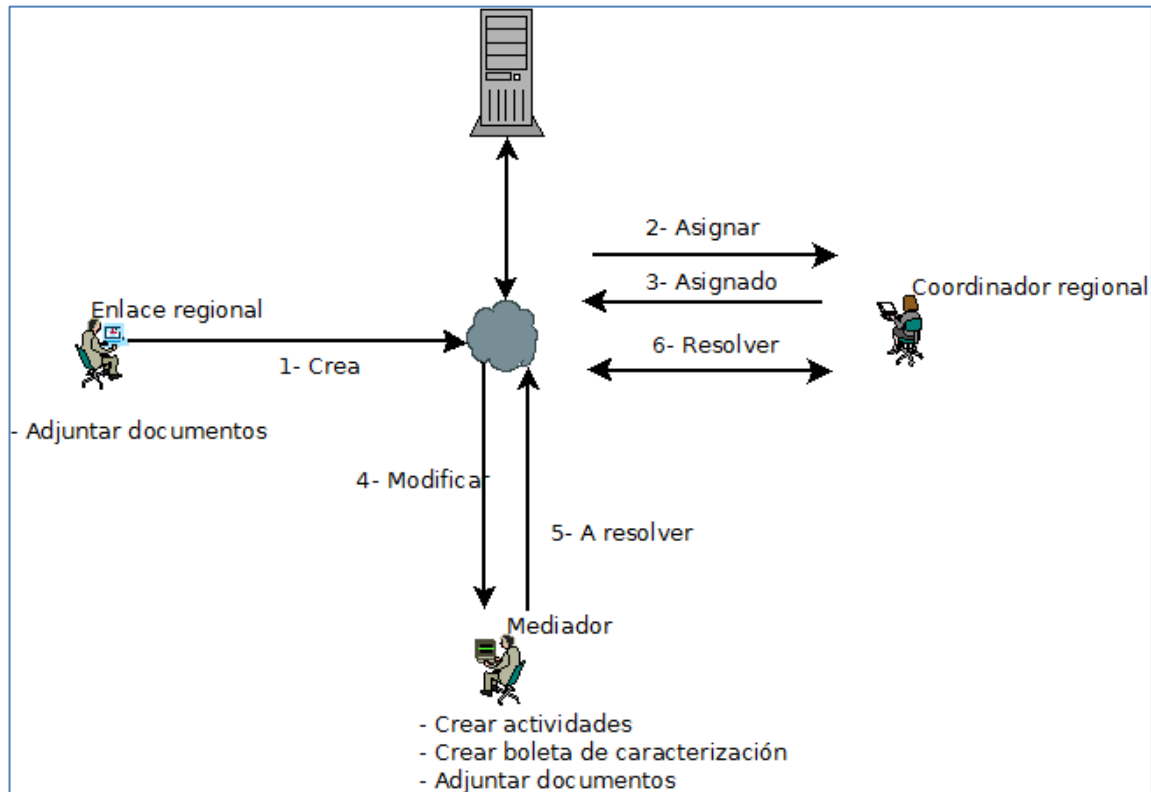 2- Asignar
3- Asignado
Coordinador regional
Enlace regional
6- Resolver
1- Crea
- Adjuntar documentos
4- Modificar
5- A resolver
Mediador
- Crear actividades
- Crear boleta de caracterización
- Adjuntar documentos